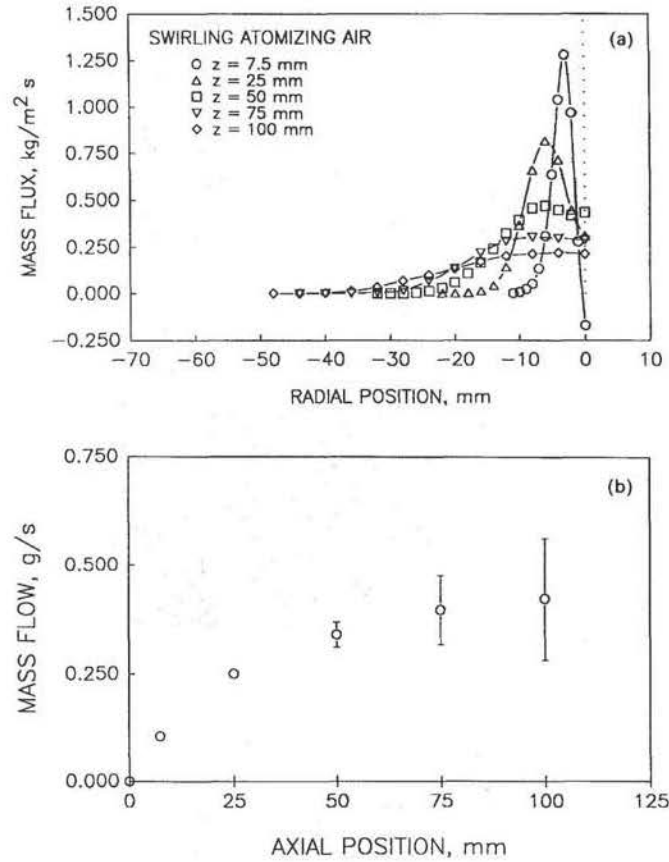 SWIRLING ATOMIZING AIR
(a)
z = 7.5 mm
z = 25 mm
z = 50 mm
z = 75 mm
z = 100 mm
MASS FLUX, kg/m² s
1.500
1.250
1.000
0.750
0.500
0.250
0.000
−0.250
−70 −60 −50 −40 −30 −20 −10 0 10
RADIAL POSITION, mm
(b)
MASS FLOW, g/s
0.750
0.500
0.250
0.000
0 25 50 75 100 125
AXIAL POSITION, mm